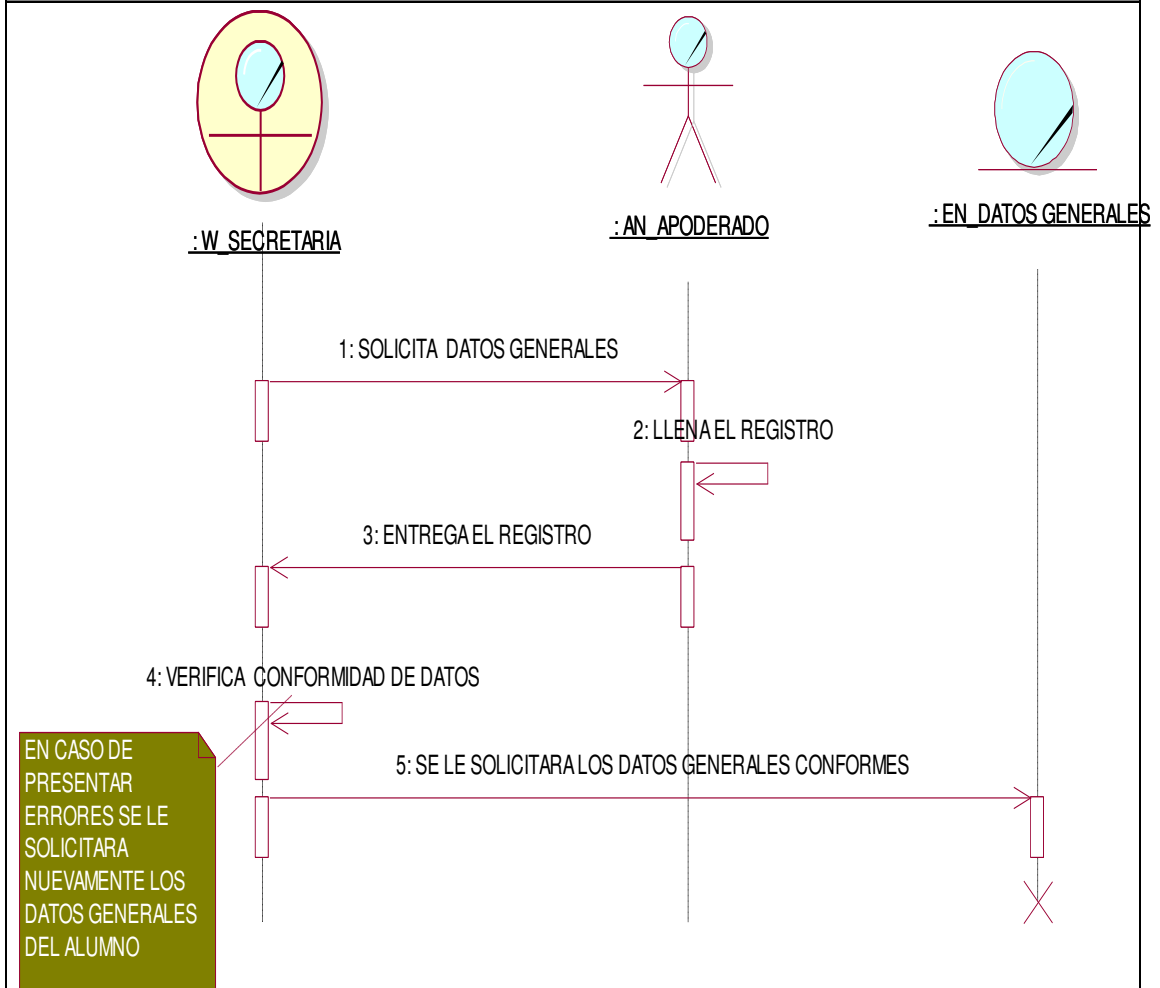 : W_SECRETARIA
: AN_APODERADO
: EN_DATOS GENERALES
1: SOLICITA DATOS GENERALES
2: LLENA EL REGISTRO
3: ENTREGA EL REGISTRO
4: VERIFICA CONFORMIDAD DE DATOS
5: SE LE SOLICITARA LOS DATOS GENERALES CONFORMES
EN CASO DE
PRESENTAR
ERRORES SE LE
SOLICITARA
NUEVAMENTE LOS
DATOS GENERALES
DEL ALUMNO